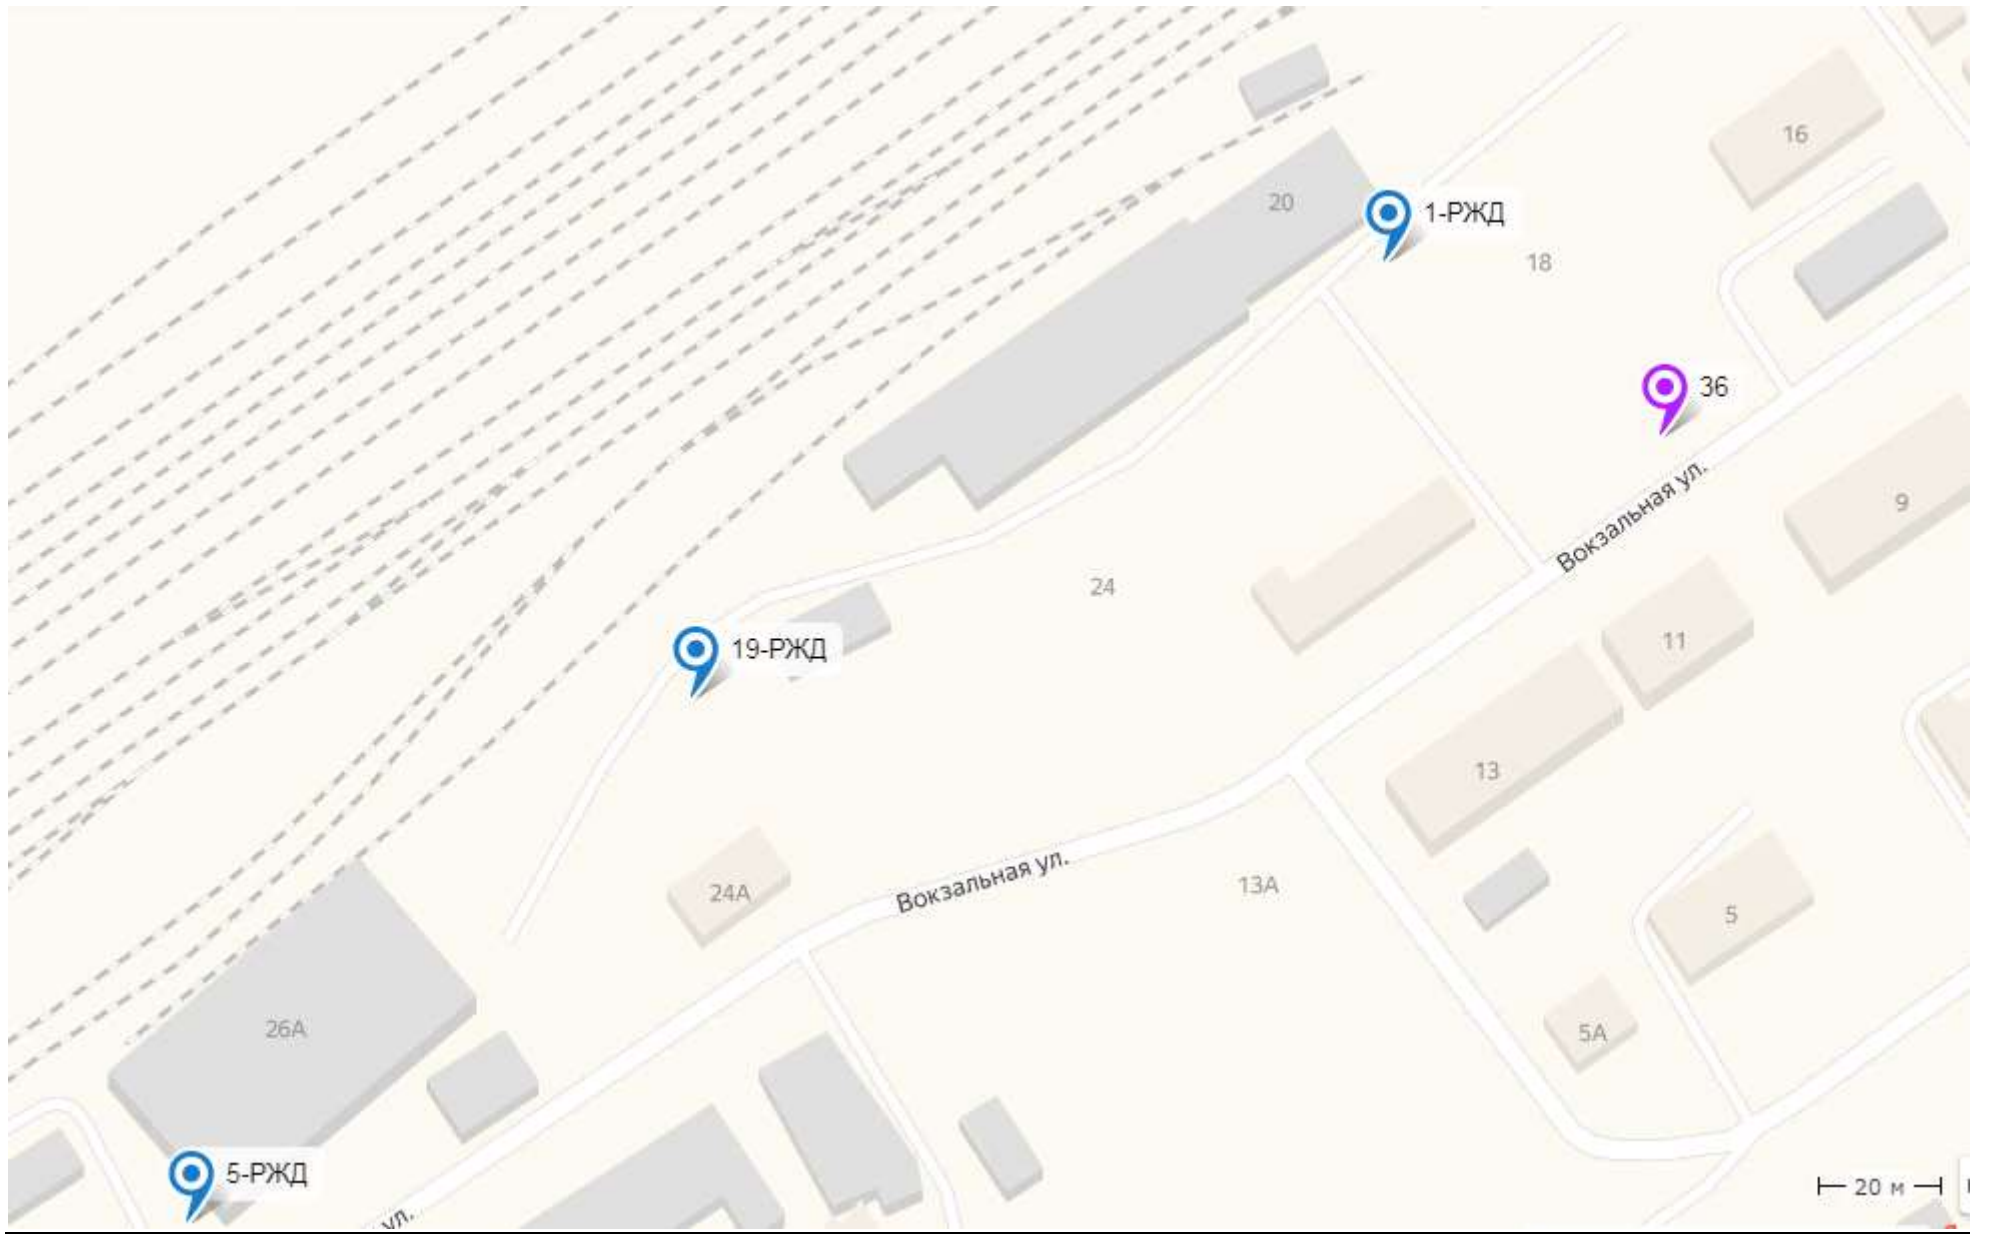 16
20
1-РЖД
18
36
Вокзальная ул.
9
24
11
19-РЖД
13
Вокзальная ул.
24А
13А
5
26А
5А
5-РЖД
20 м
ул.